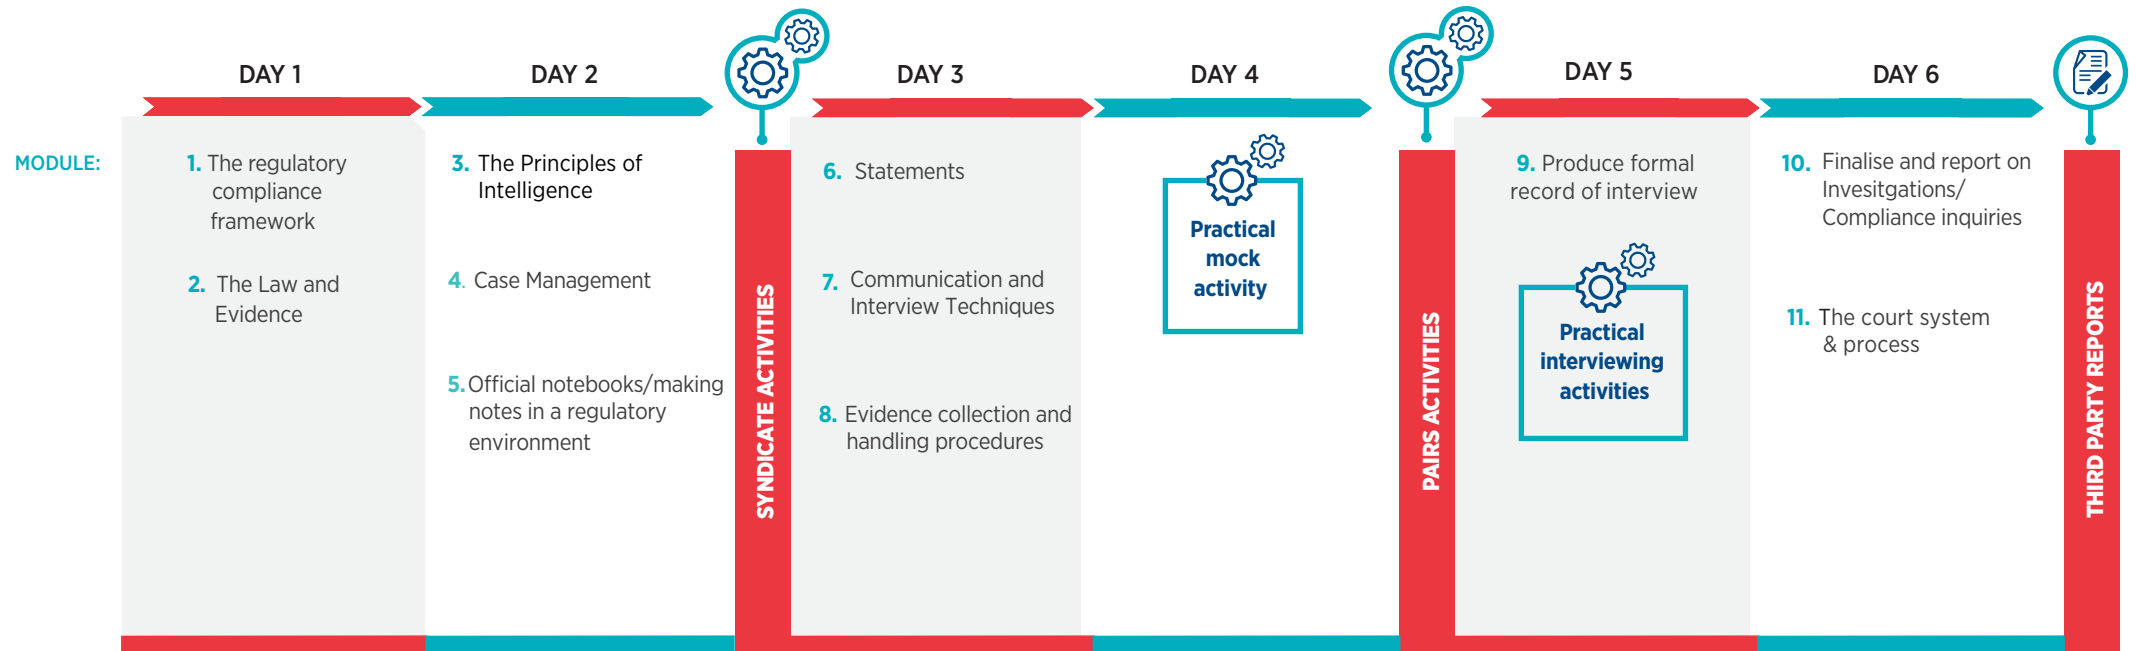 DAY 1
DAY 2
DAY 3
DAY 4
DAY 5
DAY 6
MODULE:
1. The regulatory
compliance
framework
2. The Law and
Evidence
3. The Principles of
Intelligence
4. Case Management
5. Official notebooks/making
notes in a regulatory
environment
SYNDICATE ACTIVITIES
6. Statements
7. Communication and
Interview Techniques
8. Evidence collection and
handling procedures
Practical
mock
activity
PAIRS ACTIVITIES
9. Produce formal
record of interview
Practical
interviewing
activities
10. Finalise and report on
Invesitgations/
Compliance inquiries
11. The court system
& process
THIRD PARTY REPORTS